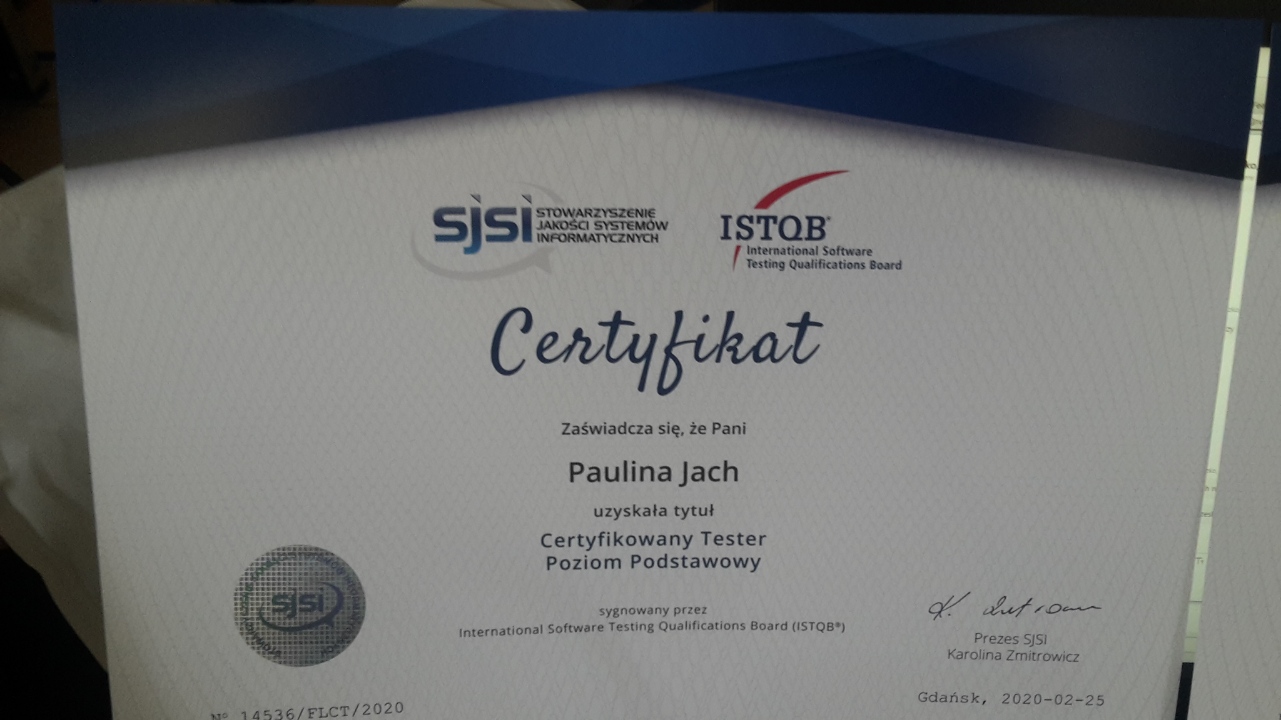 sjsi STOWARZYSZENIE
JAKOŚCI SYSTEMÓW
INFORMATYCZNYCH
ISTQB®
International Software
Testing Qualifications Board
Certyfikat
Zaświadcza się, że Pani
Paulina Jach
uzyskała tytuł
Certyfikowany Tester
Poziom Podstawowy
sygnowany przez
International Software Testing Qualifications Board (ISTQB®)
sjsi
Prezes SJSI
Karolina Zmitrowicz
Nº 14536/FLCT/2020
Gdańsk, 2020-02-25